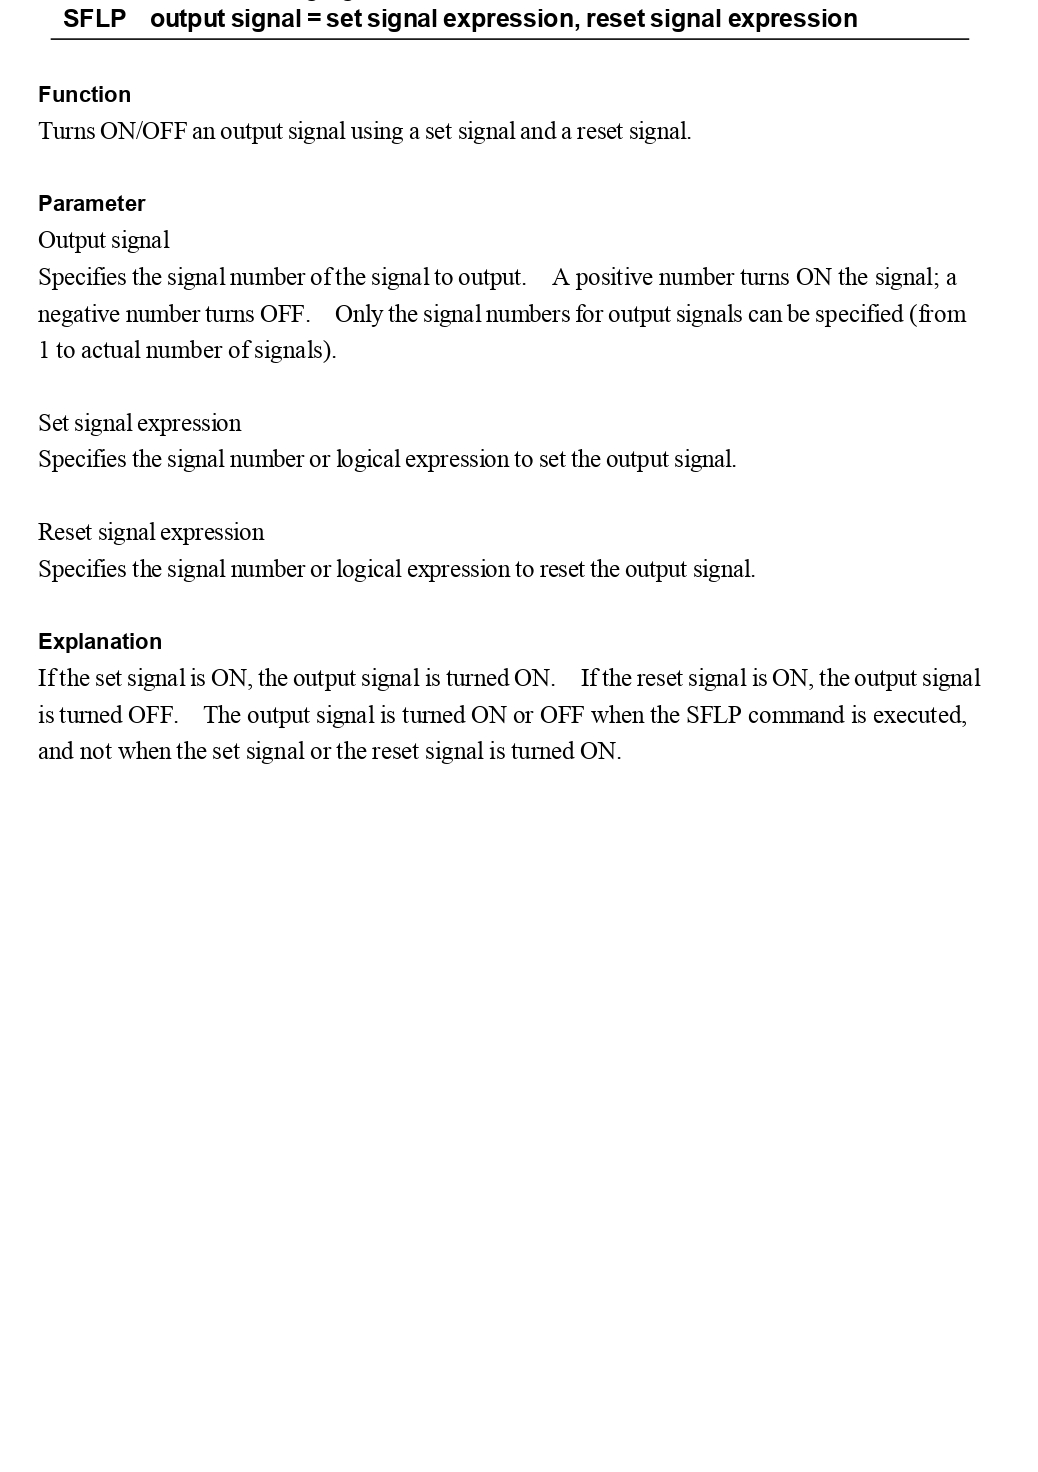 SFLP output signal = set signal expression, reset signal expression
Function
Turns ON/OFF an output signal using a set signal and a reset signal.
Parameter
Output signal
Specifies the signal number of the signal to output. A positive number turns ON the signal; a
negative number turns OFF. Only the signal numbers for output signals can be specified (from
1 to actual number of signals).
Set signal expression
Specifies the signal number or logical expression to set the output signal.
Reset signal expression
Specifies the signal number or logical expression to reset the output signal.
Explanation
If the set signal is ON, the output signal is turned ON. If the reset signal is ON, the output signal
is turned OFF. The output signal is turned ON or OFF when the SFLP command is executed,
and not when the set signal or the reset signal is turned ON.